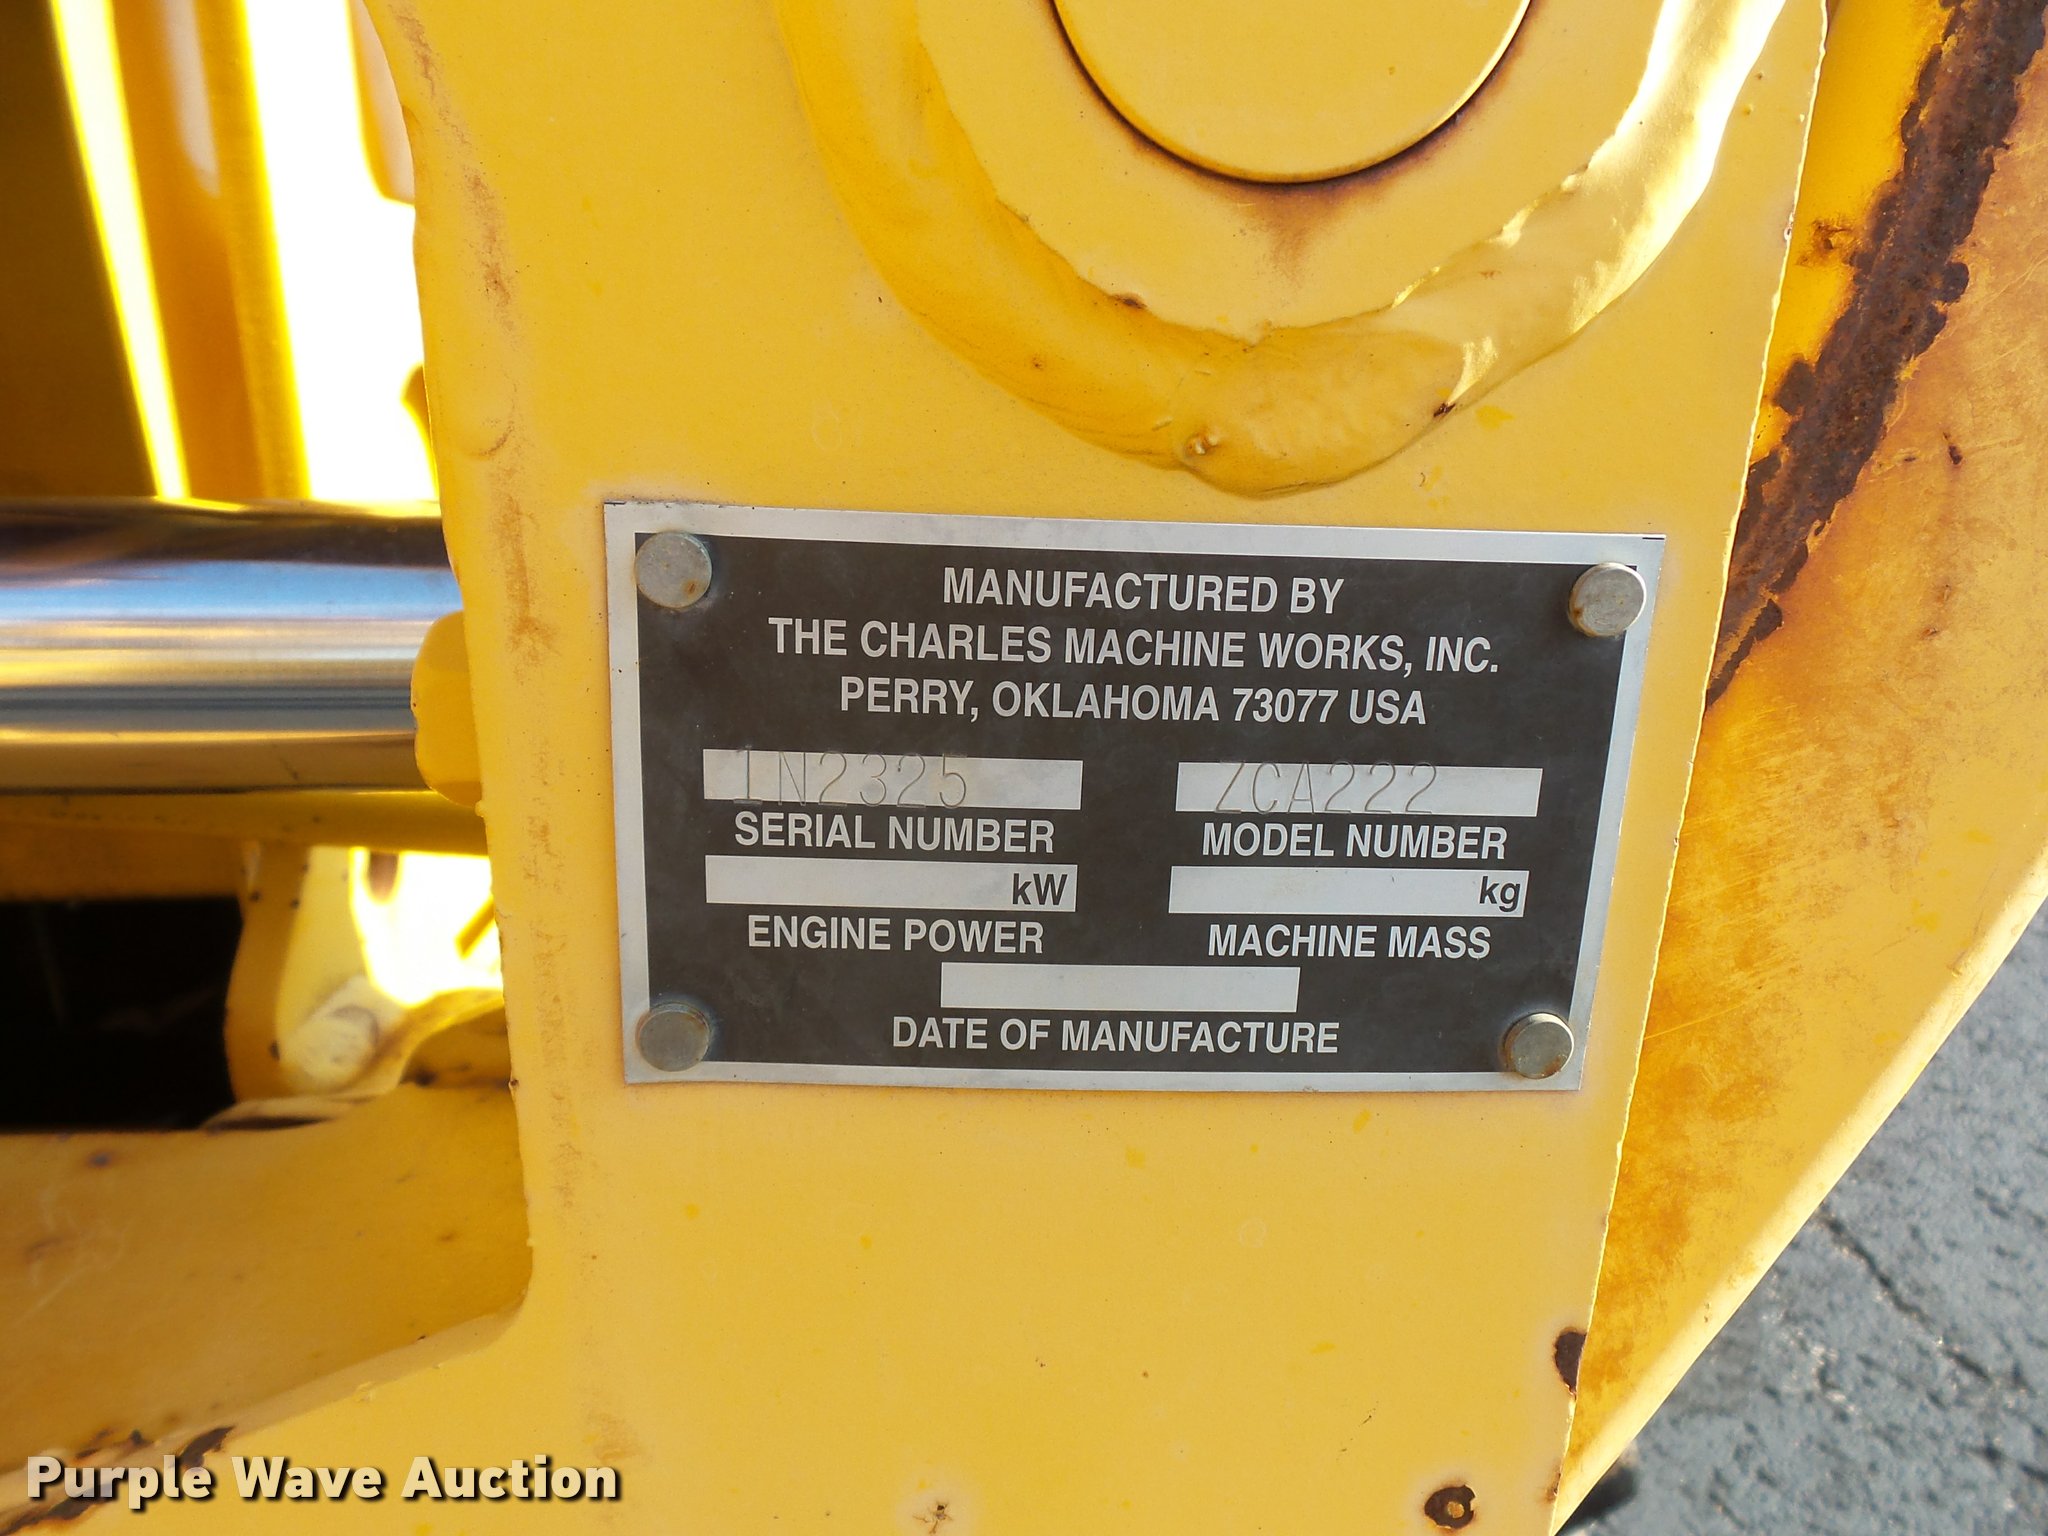 MANUFACTURED BY
THE CHARLES MACHINE WORKS, INC.
PERRY, OKLAHOMA 73077 USA
1N2325 ZCA222
SERIAL NUMBER MODEL NUMBER
kW kg
ENGINE POWER MACHINE MASS
DATE OF MANUFACTURE
Purple Wave Auction